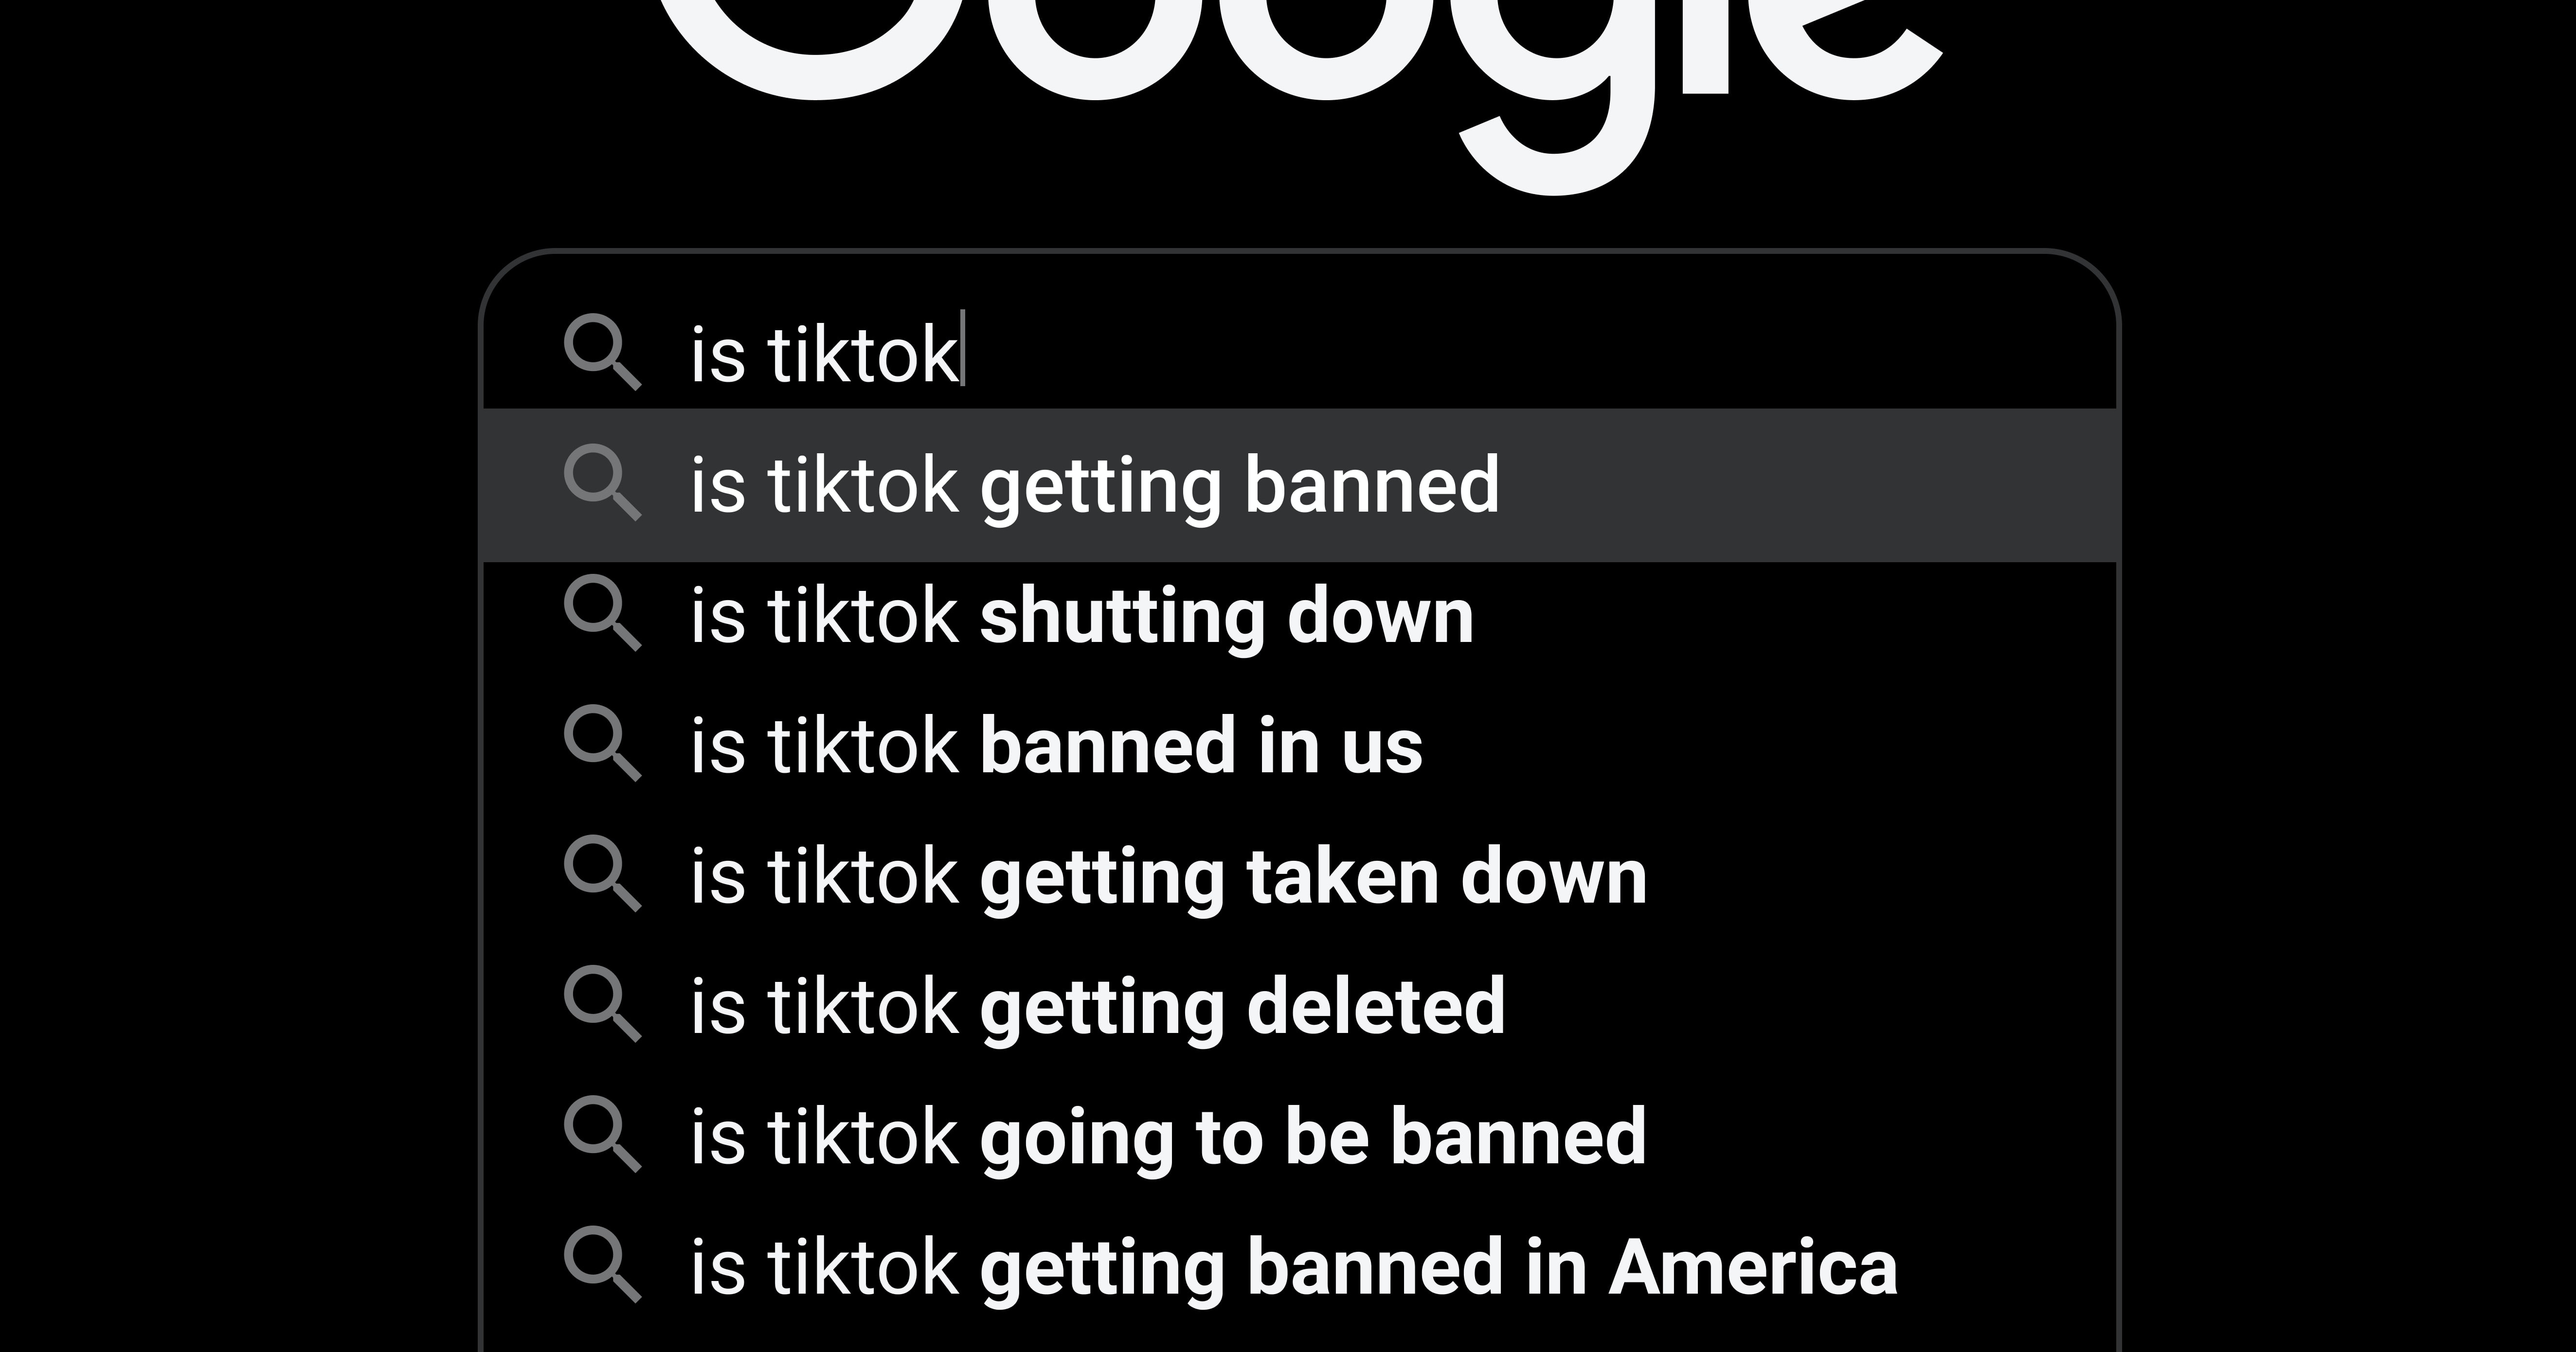 Google
is tiktok
is tiktok getting banned
is tiktok shutting down
is tiktok banned in us
is tiktok getting taken down
is tiktok getting deleted
is tiktok going to be banned
is tiktok getting banned in America